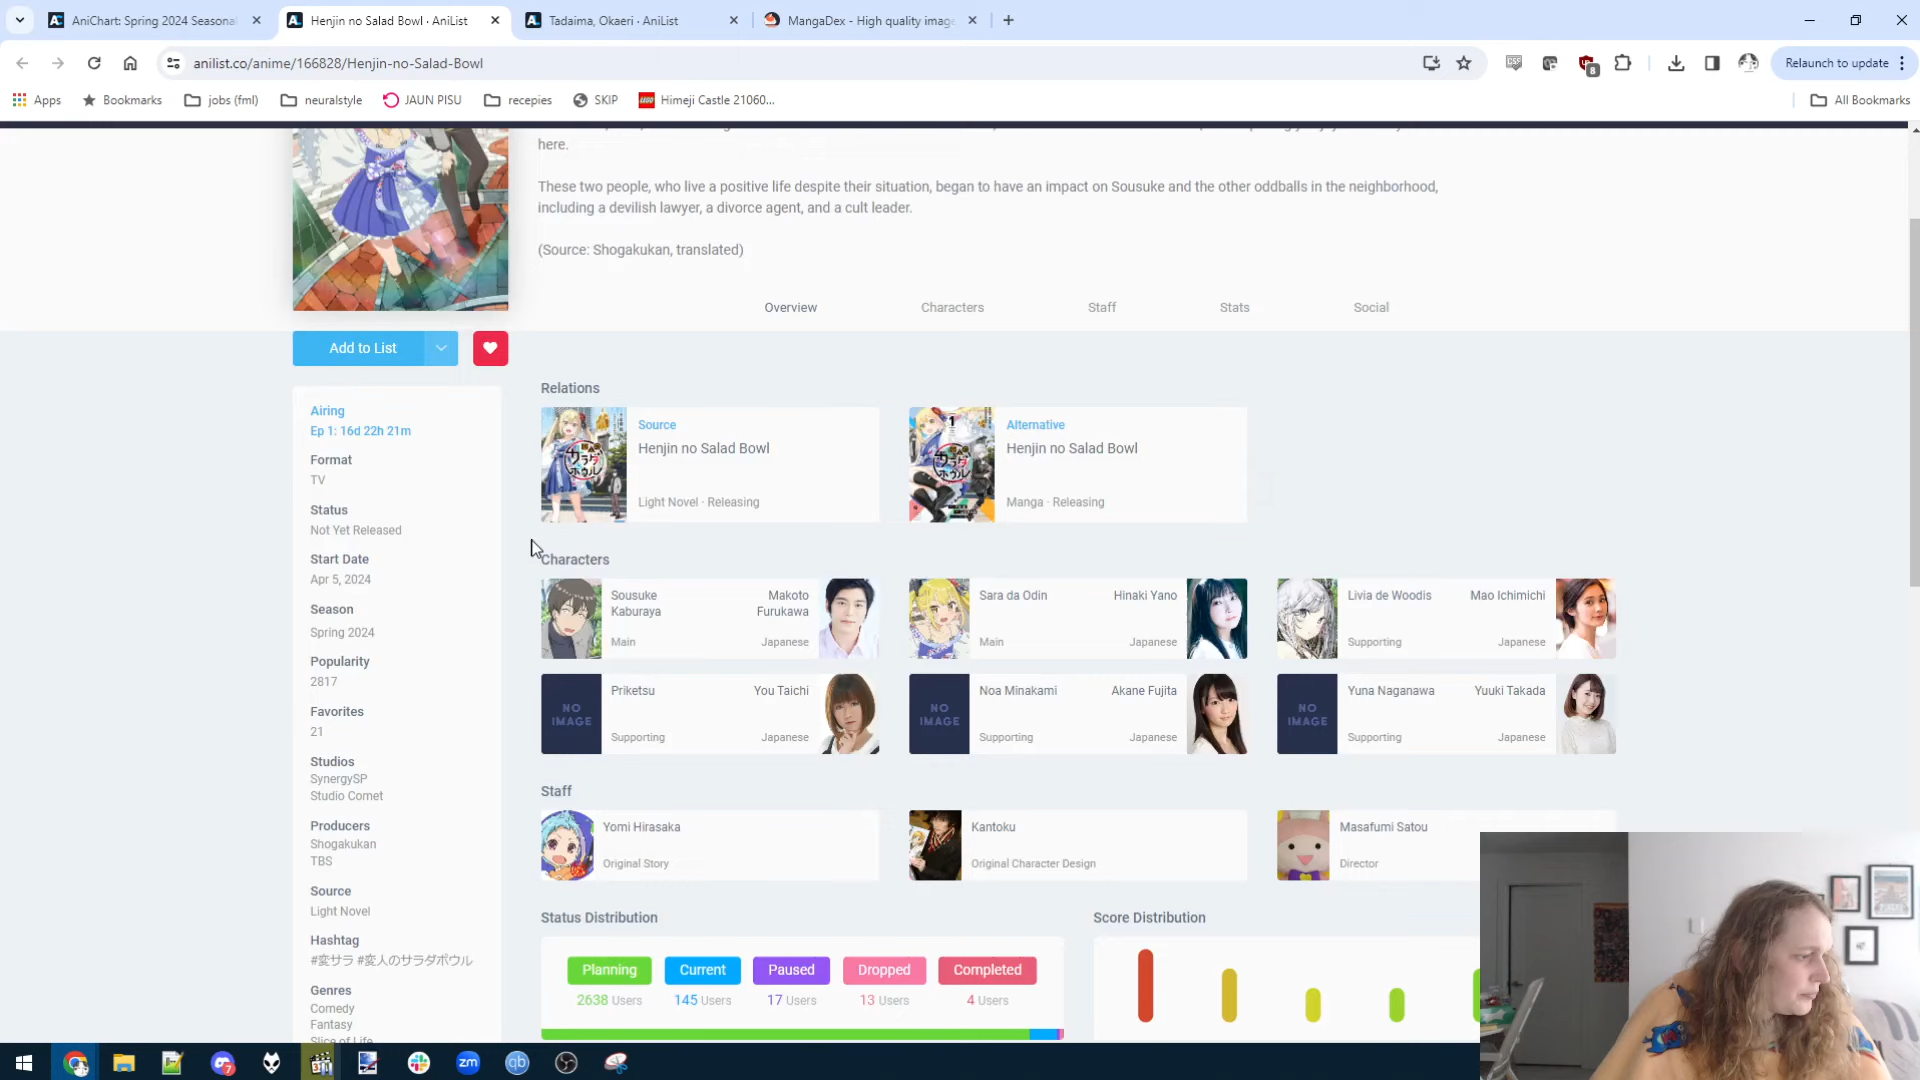 AniChart: Spring 2024 Seasonal
Henjin no Salad Bowl · AniList
Tadaima, Okaeri · AniList
MangaDex - High quality image
anilist.co/anime/166828/Henjin-no-Salad-Bowl
CSP
8
Relaunch to update
Apps
Bookmarks
jobs (fml)
neuralstyle
JAUN PISU
recepies
SKIP
LEGO
Himeji Castle 21060...
All Bookmarks
here.
These two people, who live a positive life despite their situation, began to have an impact on Sousuke and the other oddballs in the neighborhood,
including a devilish lawyer, a divorce agent, and a cult leader.
(Source: Shogakukan, translated)
Overview
Characters
Staff
Stats
Social
Add to List
Airing
Ep 1: 16d 22h 21m
Format
TV
Status
Not Yet Released
Start Date
Apr 5, 2024
Season
Spring 2024
Popularity
2817
Favorites
21
Studios
SynergySP
Studio Comet
Producers
Shogakukan
TBS
Source
Light Novel
Hashtag
#変サラ #変人のサラダボウル
Genres
Comedy
Fantasy
Slice of Life
Relations
Source
Henjin no Salad Bowl
Light Novel · Releasing
Alternative
Henjin no Salad Bowl
Manga · Releasing
Characters
Sousuke
Kaburaya
Main
Makoto
Furukawa
Japanese
Sara da Odin
Main
Hinaki Yano
Japanese
Livia de Woodis
Supporting
Mao Ichimichi
Japanese
NO
IMAGE
Priketsu
Supporting
You Taichi
Japanese
NO
IMAGE
Noa Minakami
Supporting
Akane Fujita
Japanese
NO
IMAGE
Yuna Naganawa
Supporting
Yuuki Takada
Japanese
Staff
Yomi Hirasaka
Original Story
Kantoku
Original Character Design
Masafumi Satou
Director
Status Distribution
Planning
2638 Users
Current
145 Users
Paused
17 Users
Dropped
13 Users
Completed
4 Users
Score Distribution
zm
qb